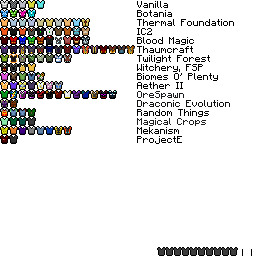 Vanilla
Botania
Thermal Foundation
IC2
Blood Magic
Thaumcraft
Twilight Forest
Witchery, FSP
Biomes O' Plenty
Aether II
OreSpawn
Draconic Evolution
Random Things
Magical Crops
Mekanism
ProjectE